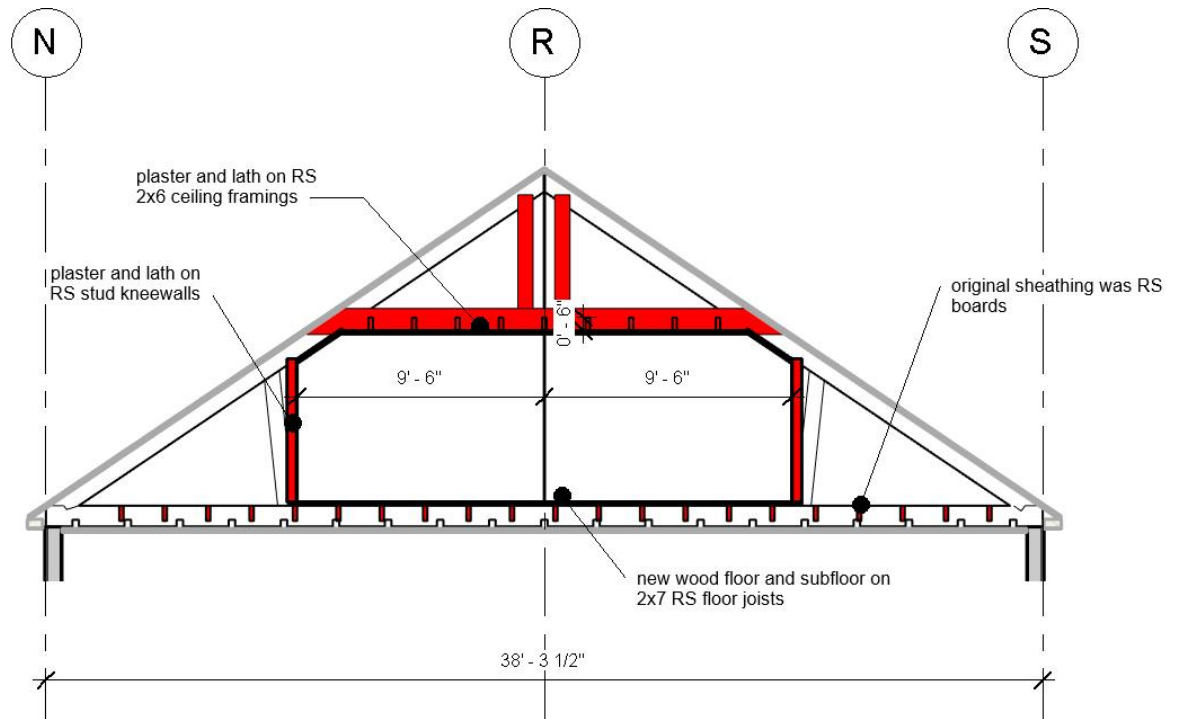 N
R
S
plaster and lath on RS
2x6 ceiling framings
plaster and lath on
RS stud kneewalls
original sheathing was RS
boards
0' - 6"
9' - 6"
9' - 6"
new wood floor and subfloor on
2x7 RS floor joists
38' - 3 1/2"